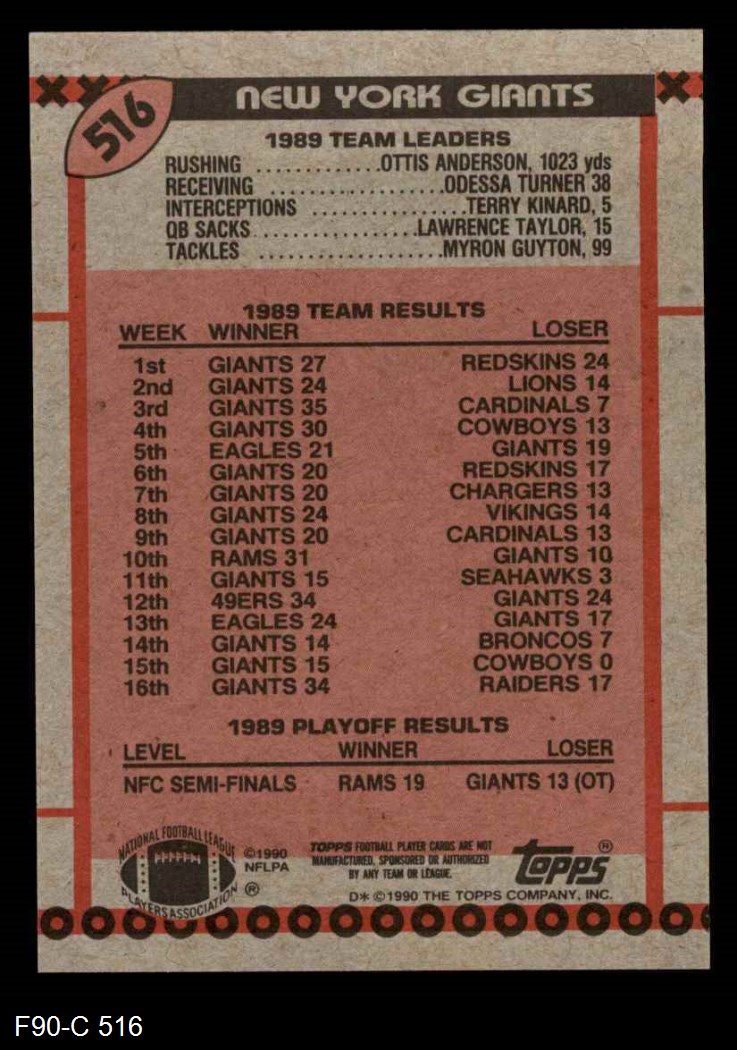 516
NEW YORK GIANTS
1989 TEAM LEADERS
RUSHING ............OTTIS ANDERSON, 1023 yds
RECEIVING ..................ODESSA TURNER 38
INTERCEPTIONS ................TERRY KINARD, 5
QB SACKS.................LAWRENCE TAYLOR, 15
TACKLES ....................MYRON GUYTON, 99
1989 TEAM RESULTS
WEEK WINNER LOSER
1st GIANTS 27 REDSKINS 24
2nd GIANTS 24 LIONS 14
3rd GIANTS 35 CARDINALS 7
4th GIANTS 30 COWBOYS 13
5th EAGLES 21 GIANTS 19
6th GIANTS 20 REDSKINS 17
7th GIANTS 20 CHARGERS 13
8th GIANTS 24 VIKINGS 14
9th GIANTS 20 CARDINALS 13
10th RAMS 31 GIANTS 10
11th GIANTS 15 SEAHAWKS 3
12th 49ERS 34 GIANTS 24
13th EAGLES 24 GIANTS 17
14th GIANTS 14 BRONCOS 7
15th GIANTS 15 COWBOYS 0
16th GIANTS 34 RAIDERS 17
1989 PLAYOFF RESULTS
LEVEL WINNER LOSER
NFC SEMI-FINALS RAMS 19 GIANTS 13 (OT)
NATIONAL FOOTBALL LEAGUE
PLAYERS ASSOCIATION
®
©1990
NFLPA
TOPPS FOOTBALL PLAYER CARDS ARE NOT
MANUFACTURED, SPONSORED OR AUTHORIZED
BY ANY TEAM OR LEAGUE.
TOPPS®
D* ©1990 THE TOPPS COMPANY, INC.
F90-C 516